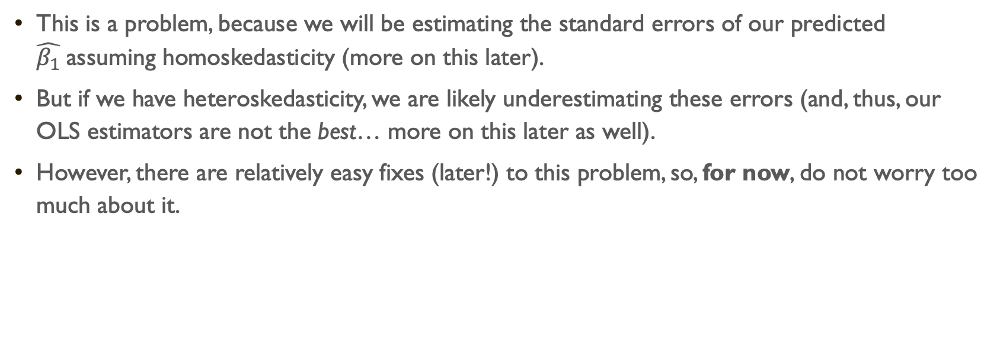 • This is a problem, because we will be estimating the standard errors of our predicted
$\widehat{\beta_1}$ assuming homoskedasticity (more on this later).
• But if we have heteroskedasticity, we are likely underestimating these errors (and, thus, our
OLS estimators are not the best… more on this later as well).
• However, there are relatively easy fixes (later!) to this problem, so, for now, do not worry too
much about it.